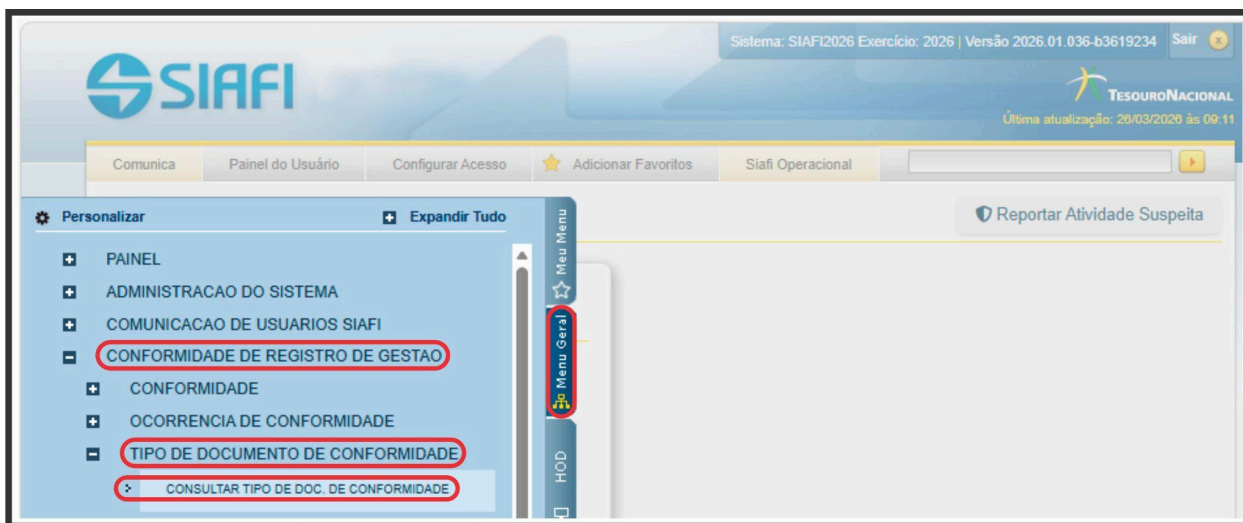 Sistema: SIAFI2026 Exercício: 2026 | Versão 2026.01.036-b3619234 Sair
SIAFI
TESOURONACIONAL
Última atualização: 26/03/2026 às 09:11
Comunica Painel do Usuário Configurar Acesso Adicionar Favoritos Siafi Operacional
Personalizar Expandir Tudo
Reportar Atividade Suspeita
PAINEL
ADMINISTRACAO DO SISTEMA
COMUNICACAO DE USUARIOS SIAFI
CONFORMIDADE DE REGISTRO DE GESTAO
CONFORMIDADE
OCORRENCIA DE CONFORMIDADE
TIPO DE DOCUMENTO DE CONFORMIDADE
CONSULTAR TIPO DE DOC. DE CONFORMIDADE
Meu Menu
Menu Geral
HOD